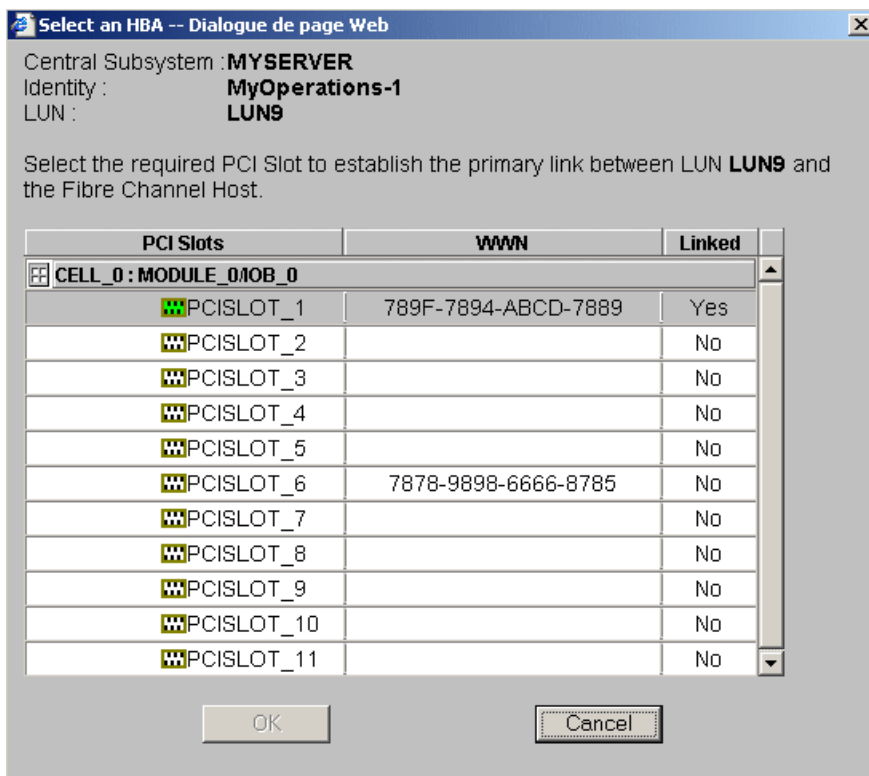 Select an HBA -- Dialogue de page Web
Central Subsystem : MYSERVER
Identity : MyOperations-1
LUN : LUN9
Select the required PCI Slot to establish the primary link between LUN LUN9 and
the Fibre Channel Host.
PCI Slots WWN Linked
CELL_0 : MODULE_0/IOB_0
PCISLOT_1 789F-7894-ABCD-7889 Yes
PCISLOT_2 No
PCISLOT_3 No
PCISLOT_4 No
PCISLOT_5 No
PCISLOT_6 7878-9898-6666-8785 No
PCISLOT_7 No
PCISLOT_8 No
PCISLOT_9 No
PCISLOT_10 No
PCISLOT_11 No
OK Cancel